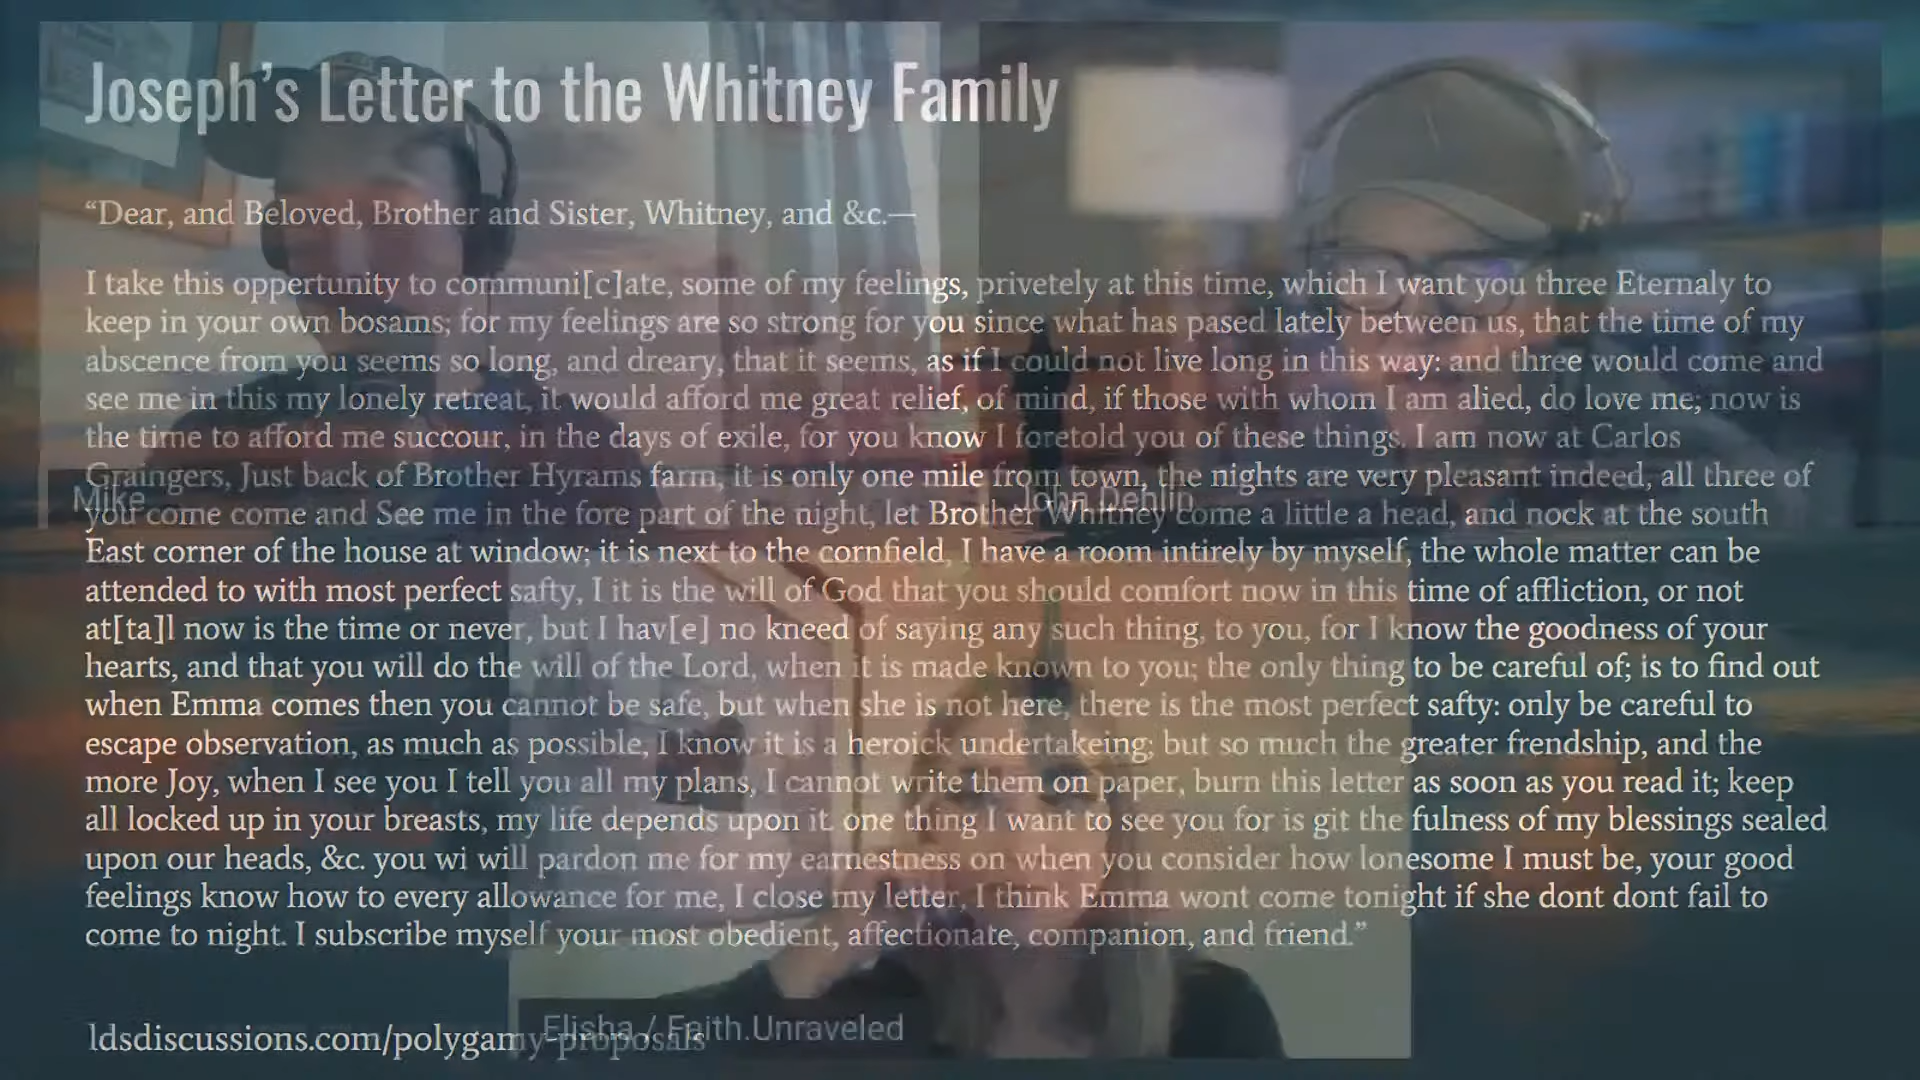 Joseph’s Letter to the Whitney Family
“Dear, and Beloved, Brother and Sister, Whitney, and &c.—
I take this oppertunity to communi[c]ate, some of my feelings, privetely at this time, which I want you three Eternaly to
keep in your own bosams; for my feelings are so strong for you since what has pased lately between us, that the time of my
abscence from you seems so long, and dreary, that it seems, as if I could not live long in this way: and three would come and
see me in this my lonely retreat, it would afford me great relief, of mind, if those with whom I am alied, do love me; now is
the time to afford me succour, in the days of exile, for you know I foretold you of these things. I am now at Carlos
Graingers, Just back of Brother Hyrams farm, it is only one mile from town, the nights are very pleasant indeed, all three of
you come come and See me in the fore part of the night, let Brother Whitney come a little a head, and nock at the south
East corner of the house at window; it is next to the cornfield, I have a room intirely by myself, the whole matter can be
attended to with most perfect safty, I it is the will of God that you should comfort now in this time of affliction, or not
at[ta]l now is the time or never, but I hav[e] no kneed of saying any such thing, to you, for I know the goodness of your
hearts, and that you will do the will of the Lord, when it is made known to you; the only thing to be careful of; is to find out
when Emma comes then you cannot be safe, but when she is not here, there is the most perfect safty: only be careful to
escape observation, as much as possible, I know it is a heroick undertakeing; but so much the greater frendship, and the
more Joy, when I see you I tell you all my plans, I cannot write them on paper, burn this letter as soon as you read it; keep
all locked up in your breasts, my life depends upon it. one thing I want to see you for is git the fulness of my blessings sealed
upon our heads, &c. you wi will pardon me for my earnestness on when you consider how lonesome I must be, your good
feelings know how to every allowance for me, I close my letter, I think Emma wont come tonight if she dont dont fail to
come to night. I subscribe myself your most obedient, affectionate, companion, and friend.”
ldsdiscussions.com/polygamy-proposals
Mike
John Dehlin
Elisha / Faith.Unraveled